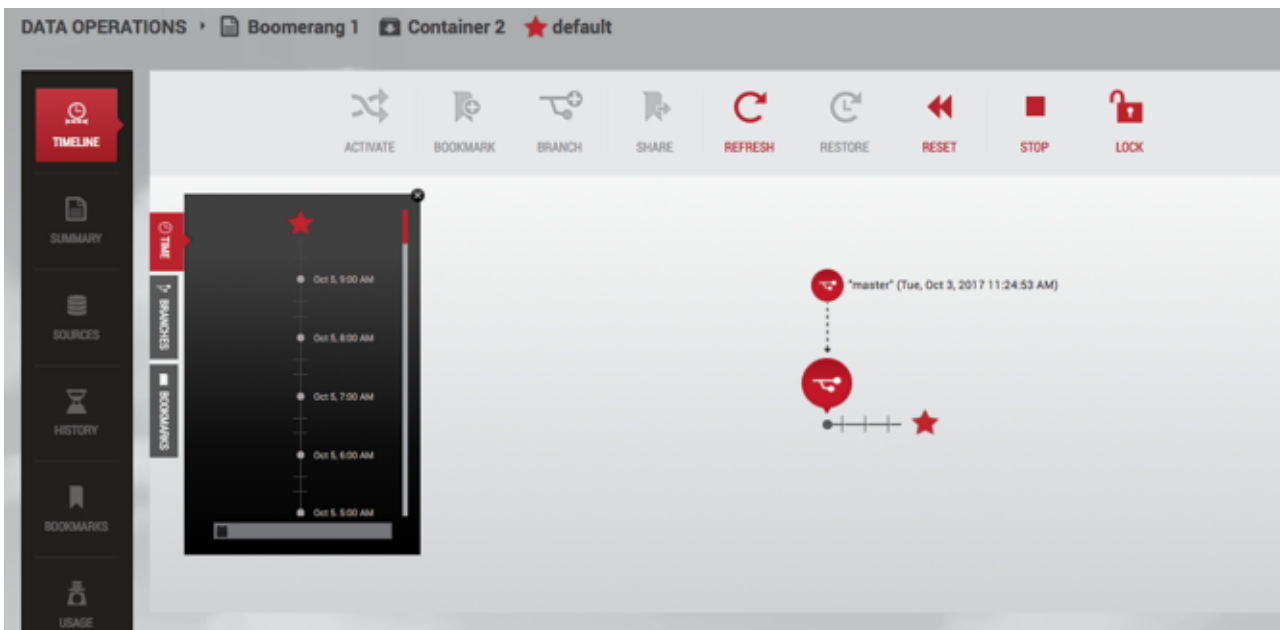 DATA OPERATIONS Boomerang 1 Container 2 default
TIMELINE
SUMMARY
SOURCES
HISTORY
BOOKMARKS
USAGE
ACTIVATE BOOKMARK BRANCH SHARE REFRESH RESTORE RESET STOP LOCK
TIME
BRANCHES
BOOKMARKS
Oct 5, 9:00 AM
Oct 5, 8:00 AM
Oct 5, 7:00 AM
Oct 5, 6:00 AM
Oct 5, 5:00 AM
"master" (Tue, Oct 3, 2017 11:24:53 AM)